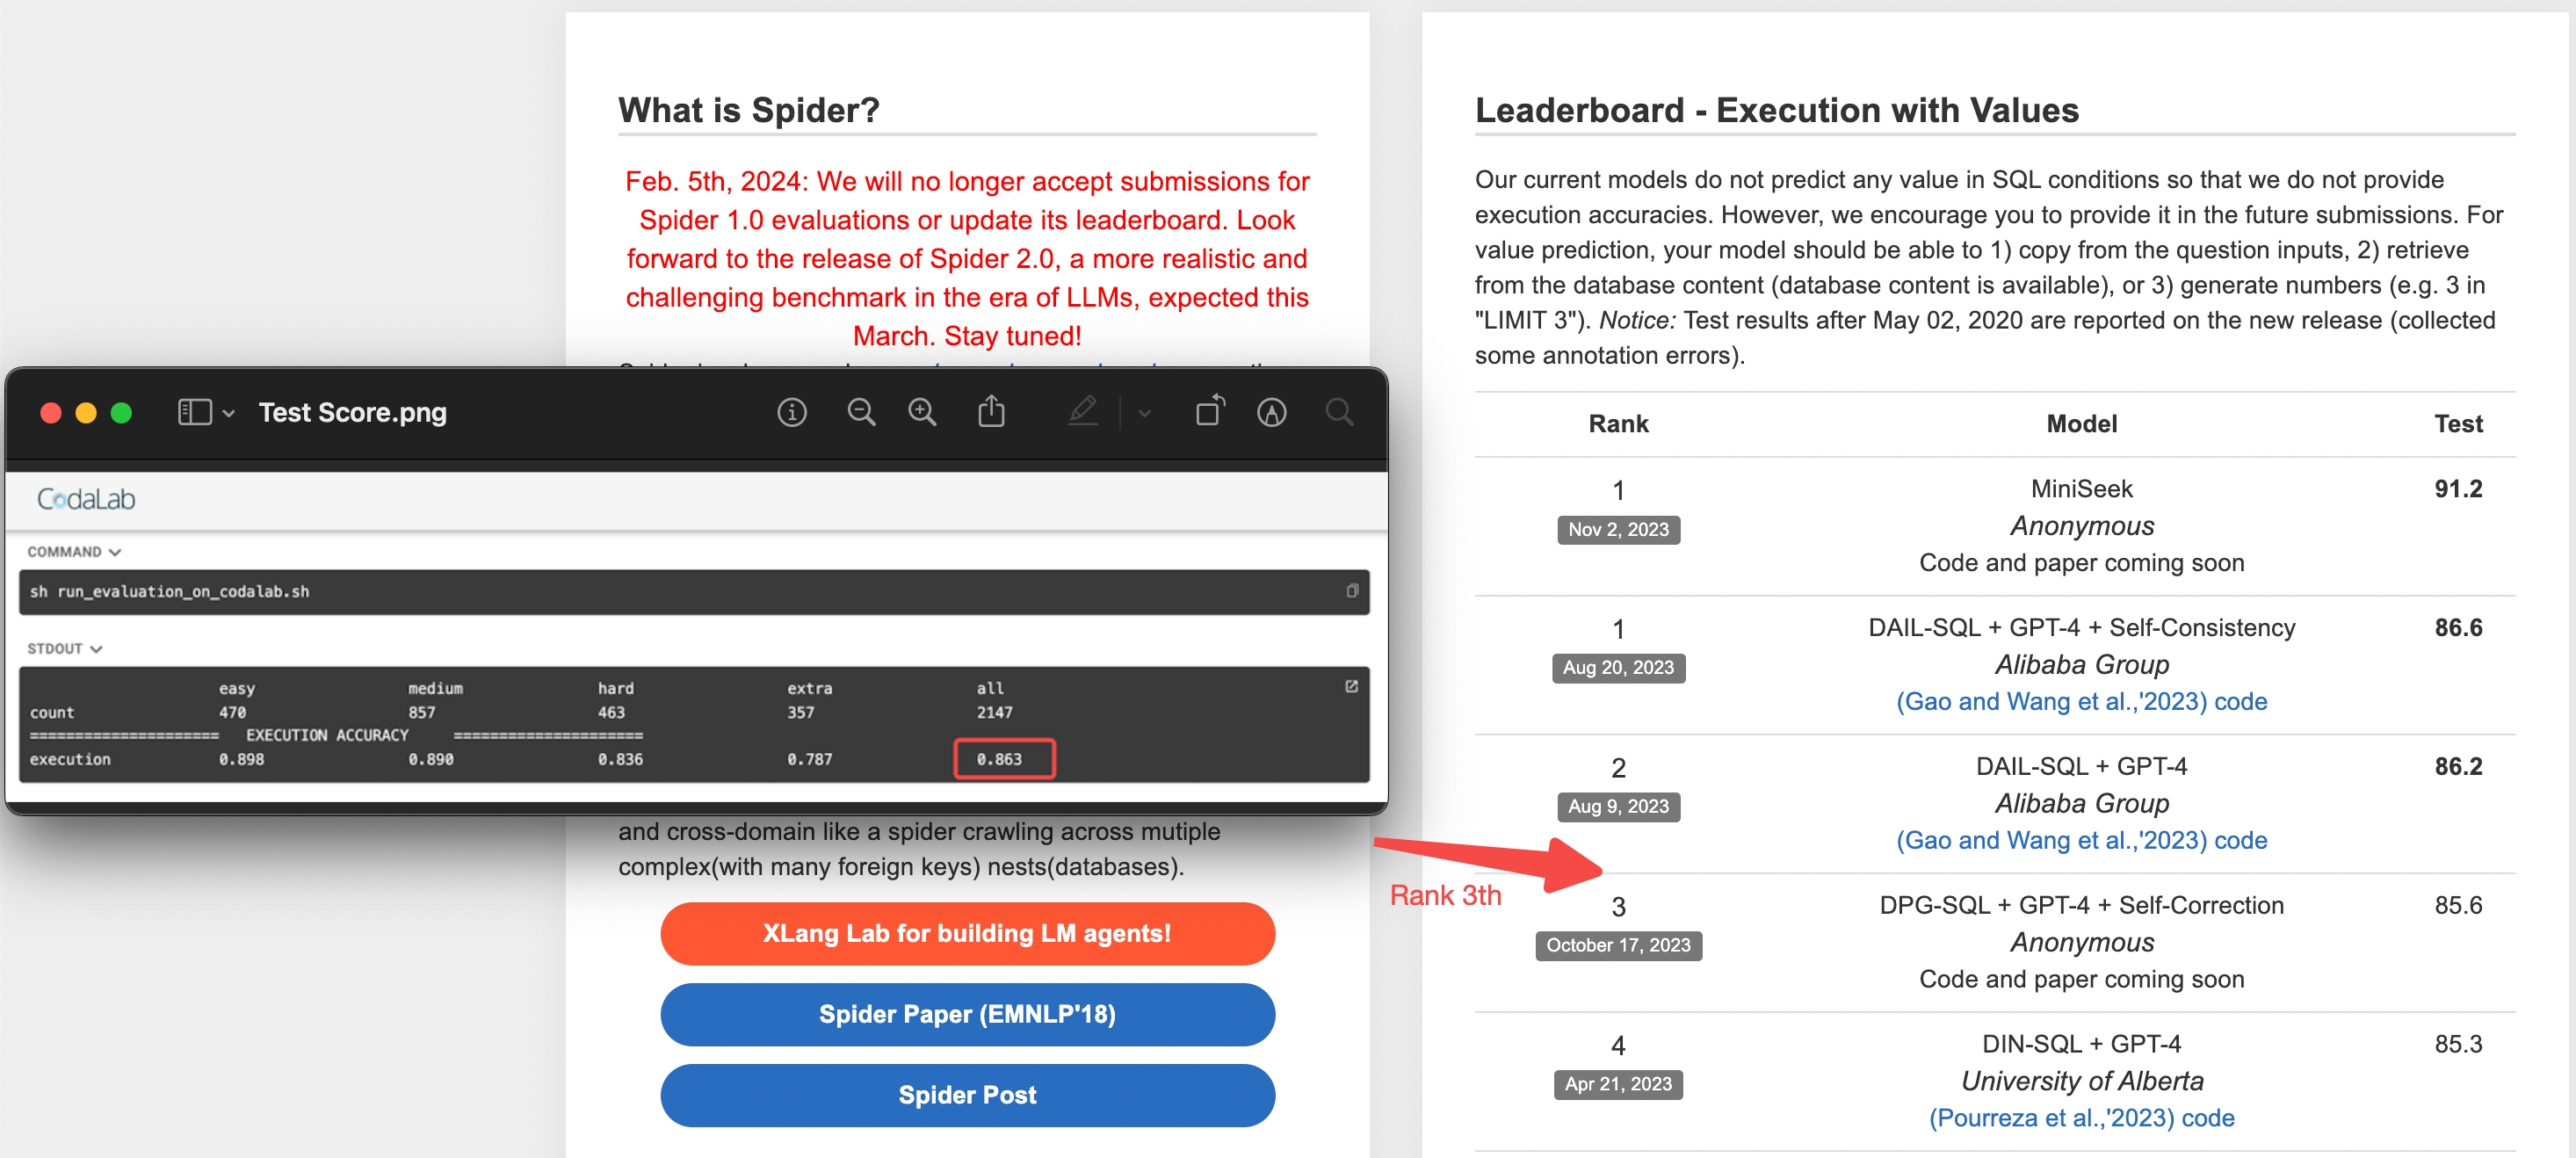 What is Spider?
Feb. 5th, 2024: We will no longer accept submissions for
Spider 1.0 evaluations or update its leaderboard. Look
forward to the release of Spider 2.0, a more realistic and
challenging benchmark in the era of LLMs, expected this
March. Stay tuned!
Test Score.png
CodaLab
COMMAND
sh run_evaluation_on_codalab.sh
STDOUT
easy medium hard extra all
count 470 857 463 357 2147
===================== EXECUTION ACCURACY =====================
execution 0.898 0.890 0.836 0.787 0.863
and cross-domain like a spider crawling across mutiple
complex(with many foreign keys) nests(databases).
XLang Lab for building LM agents!
Spider Paper (EMNLP'18)
Spider Post
Rank 3th
Leaderboard - Execution with Values
Our current models do not predict any value in SQL conditions so that we do not provide
execution accuracies. However, we encourage you to provide it in the future submissions. For
value prediction, your model should be able to 1) copy from the question inputs, 2) retrieve
from the database content (database content is available), or 3) generate numbers (e.g. 3 in
"LIMIT 3"). Notice: Test results after May 02, 2020 are reported on the new release (collected
some annotation errors).
Rank Model Test
1 MiniSeek 91.2
Nov 2, 2023 Anonymous
Code and paper coming soon
1 DAIL-SQL + GPT-4 + Self-Consistency 86.6
Aug 20, 2023 Alibaba Group
(Gao and Wang et al.,'2023) code
2 DAIL-SQL + GPT-4 86.2
Aug 9, 2023 Alibaba Group
(Gao and Wang et al.,'2023) code
3 DPG-SQL + GPT-4 + Self-Correction 85.6
October 17, 2023 Anonymous
Code and paper coming soon
4 DIN-SQL + GPT-4 85.3
Apr 21, 2023 University of Alberta
(Pourreza et al.,'2023) code